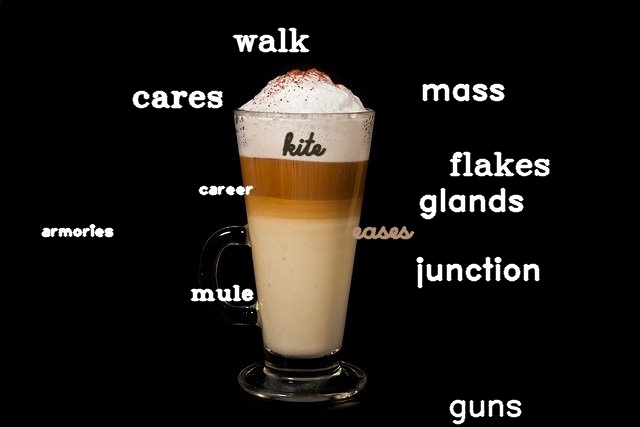 walk
cares
mass
kite
flakes
career
glands
armories
eases
junction
mule
guns